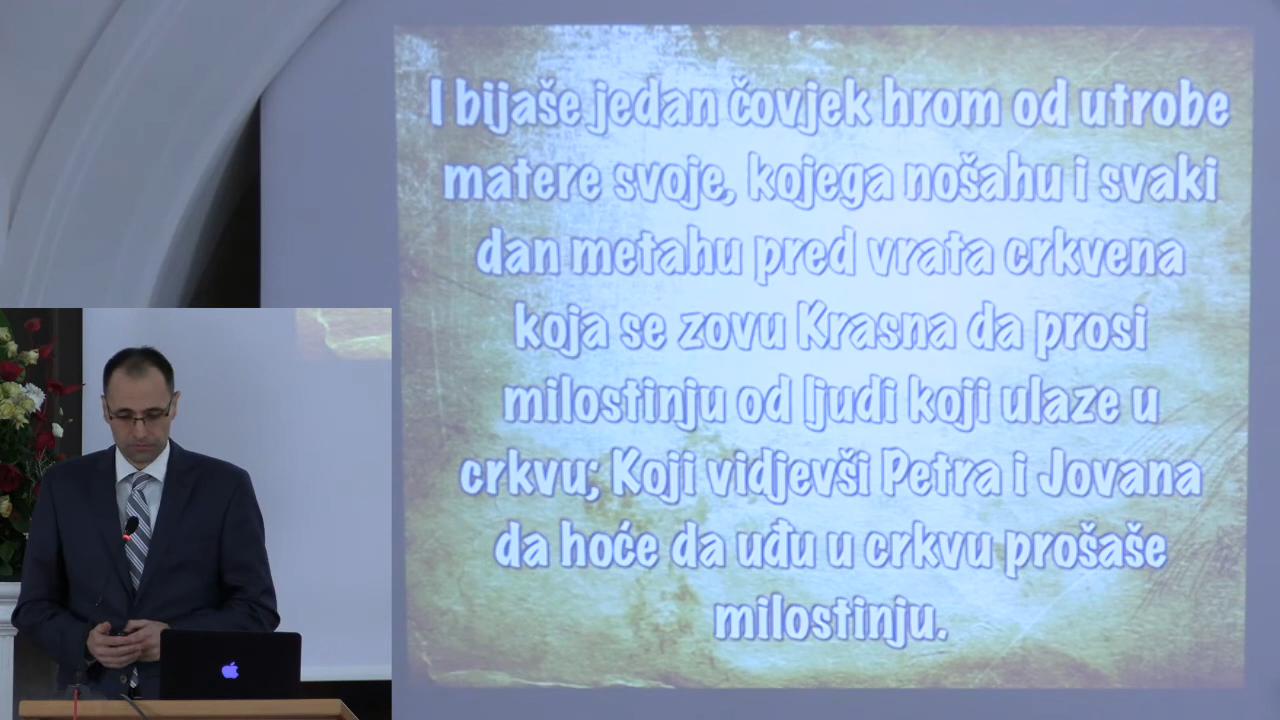 I bijaše jedan čovjek hrom od utrobe
matere svoje, kojega nošahu i svaki
dan metahu pred vrata crkvena
koja se zovu Krasna da prosi
milostinju od ljudi koji ulaze u
crkvu; Koji vidjevši Petra i Jovana
da hoće da uđu u crkvu prošaše
milostinju.